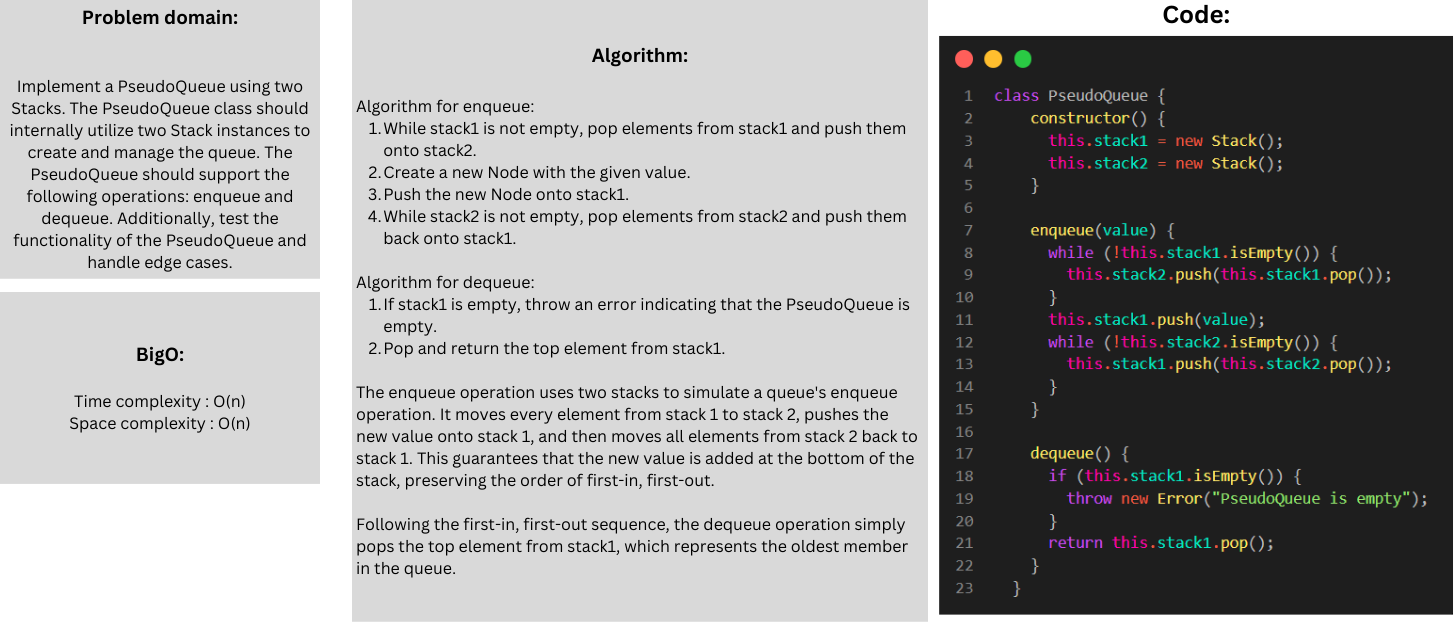 Problem domain:
Implement a PseudoQueue using two
Stacks. The PseudoQueue class should
internally utilize two Stack instances to
create and manage the queue. The
PseudoQueue should support the
following operations: enqueue and
dequeue. Additionally, test the
functionality of the PseudoQueue and
handle edge cases.
BigO:
Time complexity : O(n)
Space complexity : O(n)
Algorithm:
Algorithm for enqueue:
1. While stack1 is not empty, pop elements from stack1 and push them
onto stack2.
2. Create a new Node with the given value.
3. Push the new Node onto stack1.
4. While stack2 is not empty, pop elements from stack2 and push them
back onto stack1.
Algorithm for dequeue:
1. If stack1 is empty, throw an error indicating that the PseudoQueue is
empty.
2. Pop and return the top element from stack1.
The enqueue operation uses two stacks to simulate a queue's enqueue
operation. It moves every element from stack 1 to stack 2, pushes the
new value onto stack 1, and then moves all elements from stack 2 back to
stack 1. This guarantees that the new value is added at the bottom of the
stack, preserving the order of first-in, first-out.
Following the first-in, first-out sequence, the dequeue operation simply
pops the top element from stack1, which represents the oldest member
in the queue.
Code:
1 class PseudoQueue {
2 constructor() {
3 this.stack1 = new Stack();
4 this.stack2 = new Stack();
5 }
6
7 enqueue(value) {
8 while (!this.stack1.isEmpty()) {
9 this.stack2.push(this.stack1.pop());
10 }
11 this.stack1.push(value);
12 while (!this.stack2.isEmpty()) {
13 this.stack1.push(this.stack2.pop());
14 }
15 }
16
17 dequeue() {
18 if (this.stack1.isEmpty()) {
19 throw new Error("PseudoQueue is empty");
20 }
21 return this.stack1.pop();
22 }
23 }